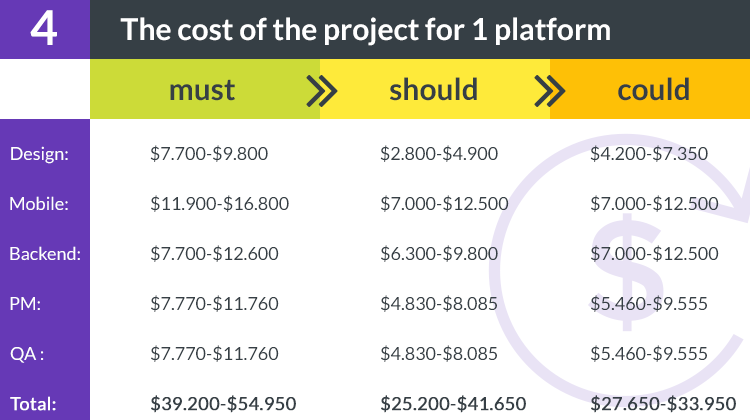 4 The cost of the project for 1 platform
must should could
Design: $7.700-$9.800 $2.800-$4.900 $4.200-$7.350
Mobile: $11.900-$16.800 $7.000-$12.500 $7.000-$12.500
Backend: $7.700-$12.600 $6.300-$9.800 $7.000-$12.500
PM: $7.770-$11.760 $4.830-$8.085 $5.460-$9.555
QA : $7.770-$11.760 $4.830-$8.085 $5.460-$9.555
Total: $39.200-$54.950 $25.200-$41.650 $27.650-$33.950
$